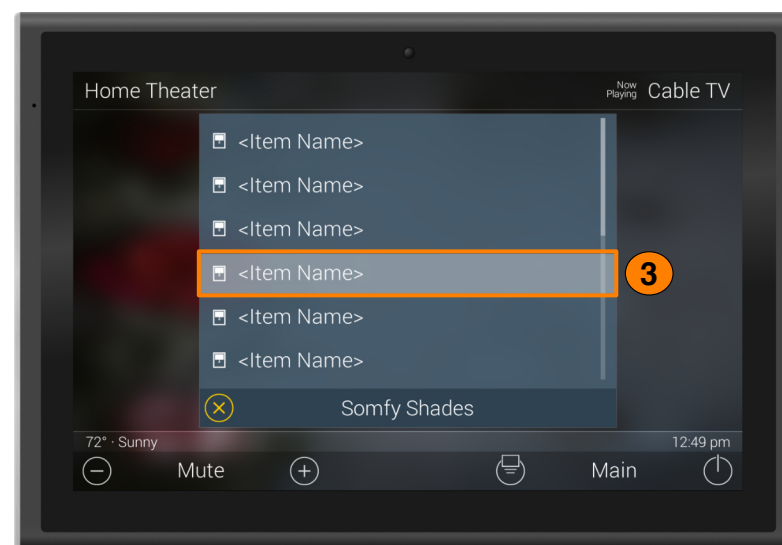 Home Theater
Now Playing Cable TV
<Item Name>
<Item Name>
<Item Name>
<Item Name>
3
<Item Name>
<Item Name>
Somfy Shades
72° · Sunny
12:49 pm
Mute
Main